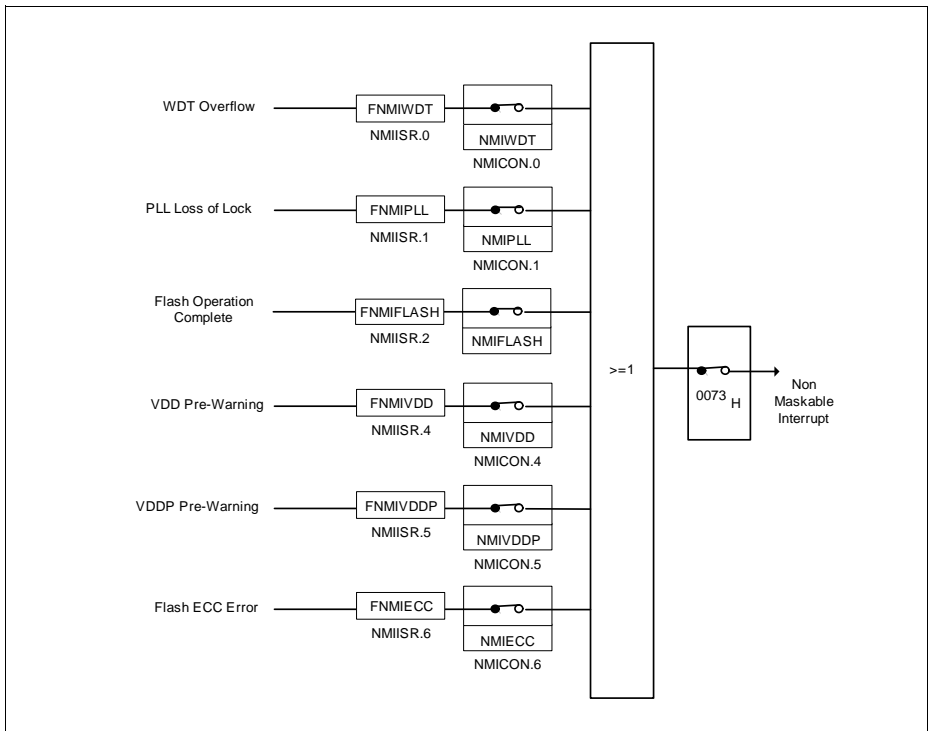 WDT Overflow
FNMIWDT
NMIISR.0
NMIWDT
NMICON.0
PLL Loss of Lock
FNMIPLL
NMIISR.1
NMIPLL
NMICON.1
Flash Operation
Complete
FNMIFLASH
NMIISR.2
NMIFLASH
VDD Pre-Warning
FNMIVDD
NMIISR.4
NMIVDD
NMICON.4
VDDP Pre-Warning
FNMIVDDP
NMIISR.5
NMIVDDP
NMICON.5
Flash ECC Error
FNMIECC
NMIISR.6
NMIECC
NMICON.6
>=1
0073 H
Non
Maskable
Interrupt